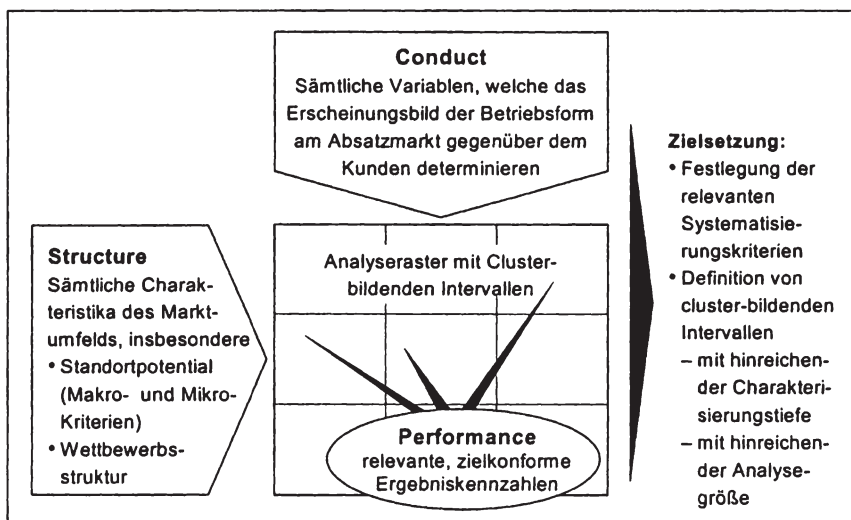 Conduct
Sämtliche Variablen, welche das
Erscheinungsbild der Betriebsform
am Absatzmarkt gegenüber dem
Kunden determinieren
Structure
Sämtliche Charak-
teristika des Markt-
umfelds, insbesondere
• Standortpotential
(Makro- und Mikro-
Kriterien)
• Wettbewerbs-
struktur
Analyseraster mit Cluster-
bildenden Intervallen
Performance
relevante, zielkonforme
Ergebniskennzahlen
Zielsetzung:
• Festlegung der
relevanten
Systematisie-
rungskriterien
• Definition von
cluster-bildenden
Intervallen
– mit hinreichen-
der Charakteri-
sierungstiefe
– mit hinreichen-
der Analyse-
größe